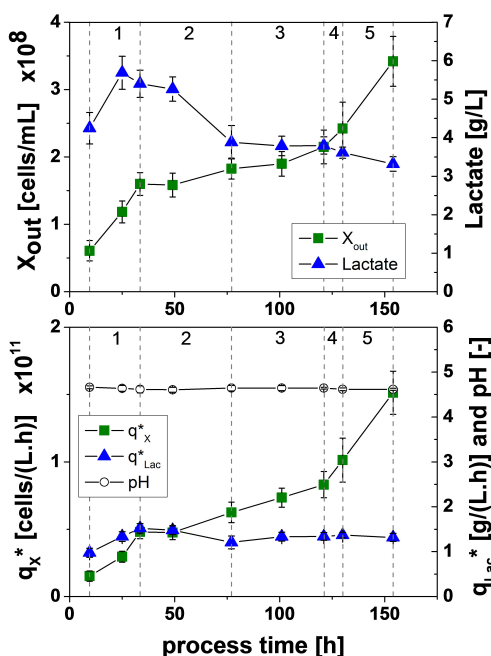 1 2 3 4 5
X_out [cells/mL] x10^8
4
3
2
1
0
Lactate [g/L]
7
6
5
4
3
2
1
0
X_out
Lactate
0 50 100 150
1 2 3 4 5
q_X* [cells/(L.h)] x10^11
1
0
q_Lac* [g/(L.h)] and pH [-]
6
5
4
3
2
1
0
q*_X
q*_Lac
pH
0 50 100 150
process time [h]